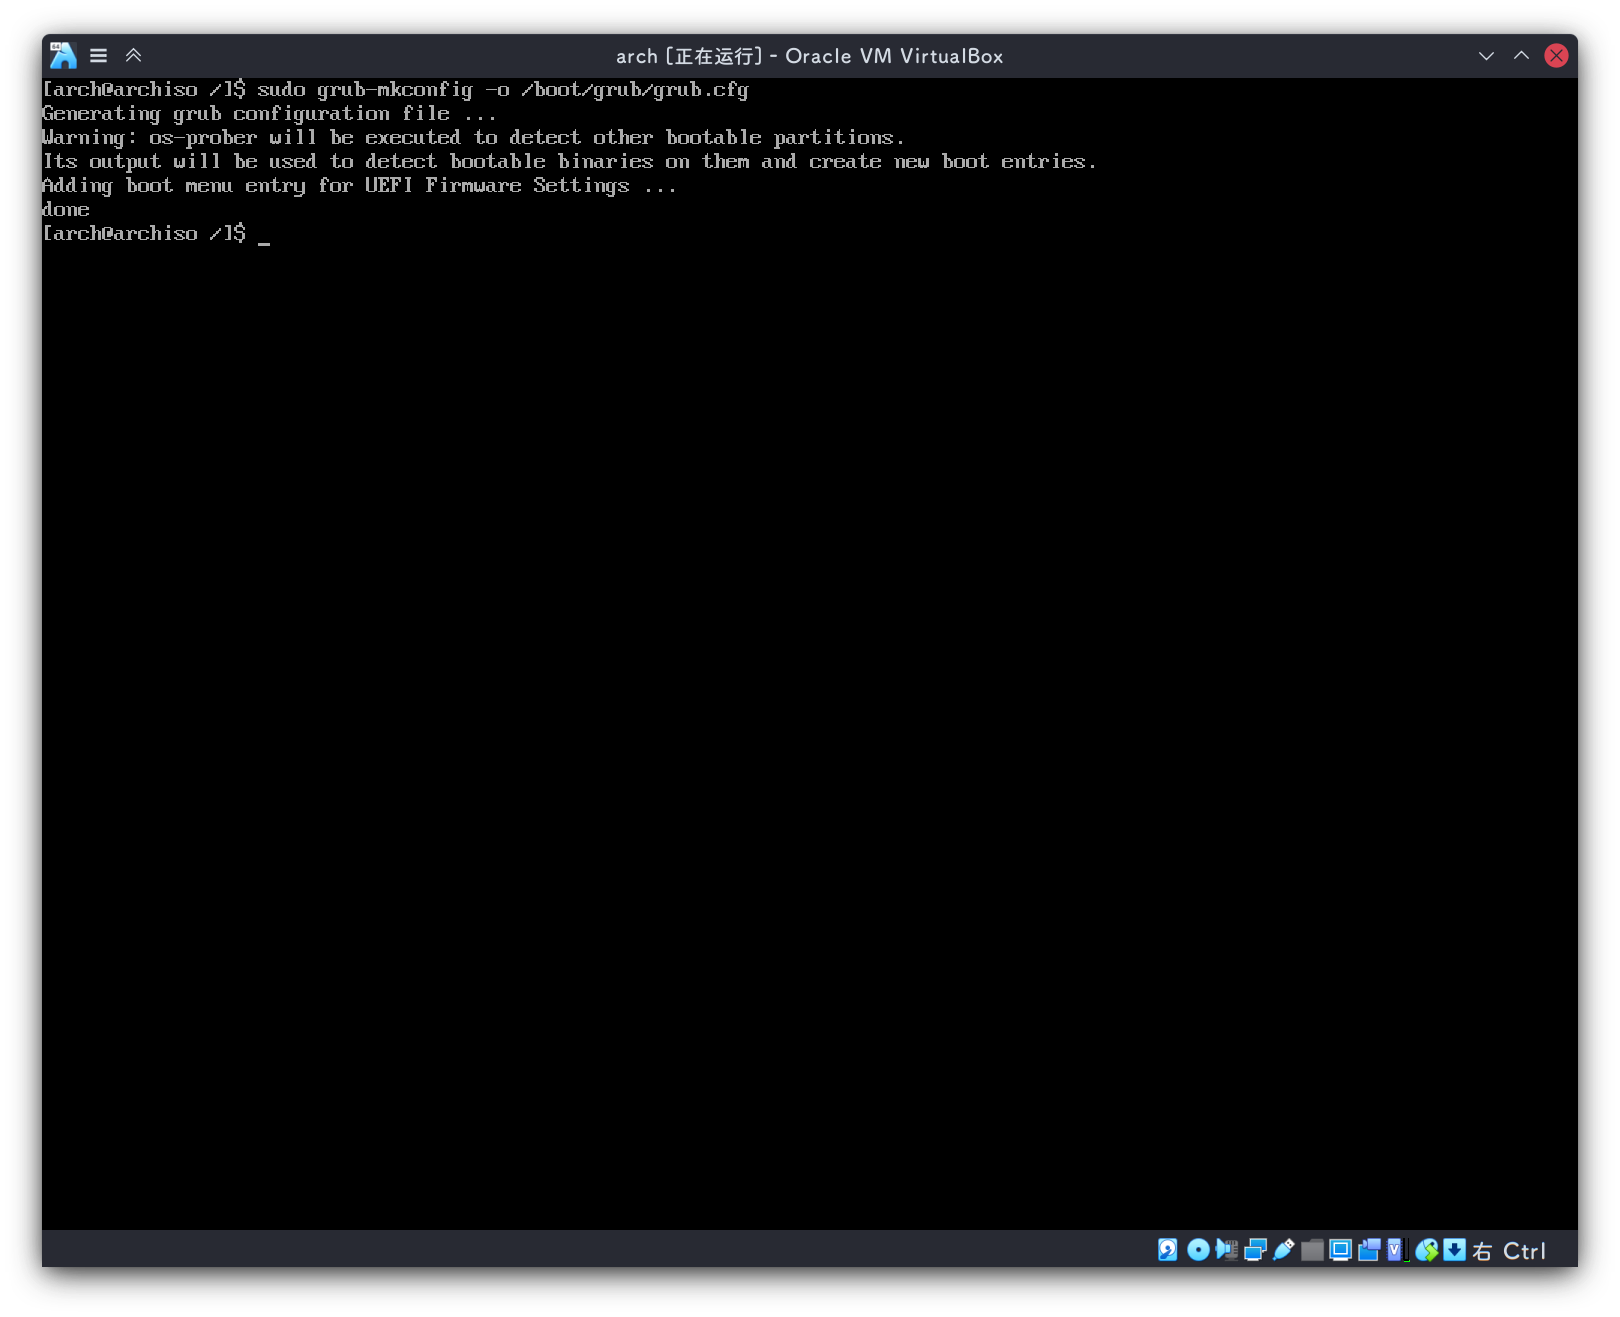 arch [正在运行] - Oracle VM VirtualBox
[arch@archiso /]$ sudo grub-mkconfig -o /boot/grub/grub.cfg
Generating grub configuration file ...
Warning: os-prober will be executed to detect other bootable partitions.
Its output will be used to detect bootable binaries on them and create new boot entries.
Adding boot menu entry for UEFI Firmware Settings ...
done
[arch@archiso /]$ _
右 Ctrl